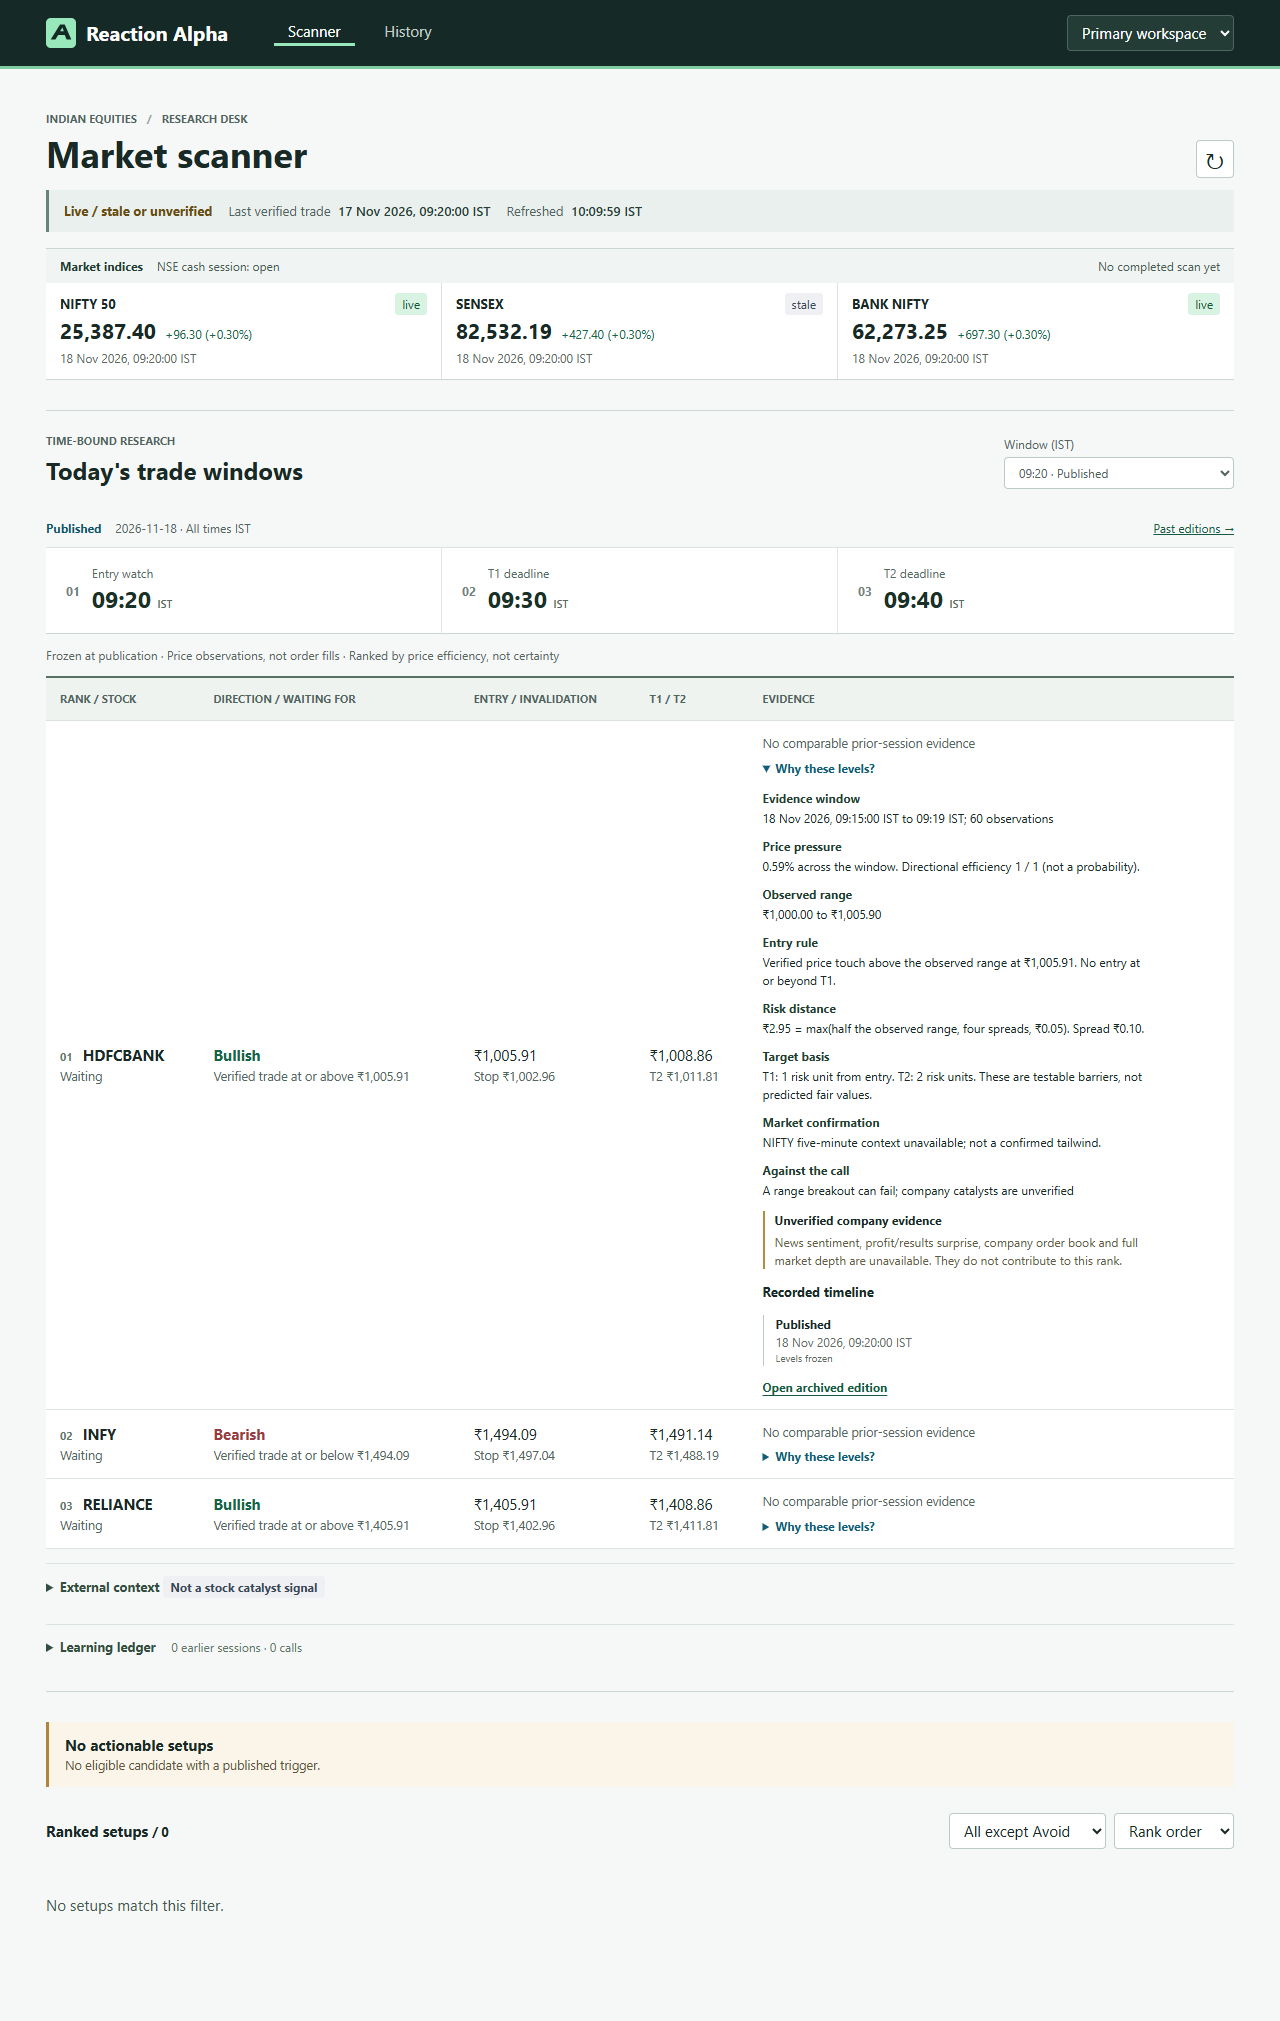 A Reaction Alpha
Scanner
History
Primary workspace
INDIAN EQUITIES / RESEARCH DESK
Market scanner
↻
Live / stale or unverified Last verified trade 17 Nov 2026, 09:20:00 IST Refreshed 10:09:59 IST
Market indices NSE cash session: open
No completed scan yet
NIFTY 50 live
25,387.40 +96.30 (+0.30%)
18 Nov 2026, 09:20:00 IST
SENSEX stale
82,532.19 +427.40 (+0.30%)
18 Nov 2026, 09:20:00 IST
BANK NIFTY live
62,273.25 +697.30 (+0.30%)
18 Nov 2026, 09:20:00 IST
TIME-BOUND RESEARCH
Today's trade windows
Window (IST)
09:20 · Published
Published 2026-11-18 · All times IST
Past editions →
01 Entry watch
09:20 IST
02 T1 deadline
09:30 IST
03 T2 deadline
09:40 IST
Frozen at publication · Price observations, not order fills · Ranked by price efficiency, not certainty
RANK / STOCK DIRECTION / WAITING FOR ENTRY / INVALIDATION T1 / T2 EVIDENCE
01 HDFCBANK
Waiting
Bullish
Verified trade at or above ₹1,005.91
₹1,005.91
Stop ₹1,002.96
₹1,008.86
T2 ₹1,011.81
No comparable prior-session evidence
▼ Why these levels?
Evidence window
18 Nov 2026, 09:15:00 IST to 09:19 IST; 60 observations
Price pressure
0.59% across the window. Directional efficiency 1 / 1 (not a probability).
Observed range
₹1,000.00 to ₹1,005.90
Entry rule
Verified price touch above the observed range at ₹1,005.91. No entry at
or beyond T1.
Risk distance
₹2.95 = max(half the observed range, four spreads, ₹0.05). Spread ₹0.10.
Target basis
T1: 1 risk unit from entry. T2: 2 risk units. These are testable barriers, not
predicted fair values.
Market confirmation
NIFTY five-minute context unavailable; not a confirmed tailwind.
Against the call
A range breakout can fail; company catalysts are unverified
Unverified company evidence
News sentiment, profit/results surprise, company order book and full
market depth are unavailable. They do not contribute to this rank.
Recorded timeline
Published
18 Nov 2026, 09:20:00 IST
Levels frozen
Open archived edition
02 INFY
Waiting
Bearish
Verified trade at or below ₹1,494.09
₹1,494.09
Stop ₹1,497.04
₹1,491.14
T2 ₹1,488.19
No comparable prior-session evidence
▶ Why these levels?
03 RELIANCE
Waiting
Bullish
Verified trade at or above ₹1,405.91
₹1,405.91
Stop ₹1,402.96
₹1,408.86
T2 ₹1,411.81
No comparable prior-session evidence
▶ Why these levels?
▶ External context Not a stock catalyst signal
▶ Learning ledger 0 earlier sessions · 0 calls
No actionable setups
No eligible candidate with a published trigger.
Ranked setups / 0
All except Avoid
Rank order
No setups match this filter.